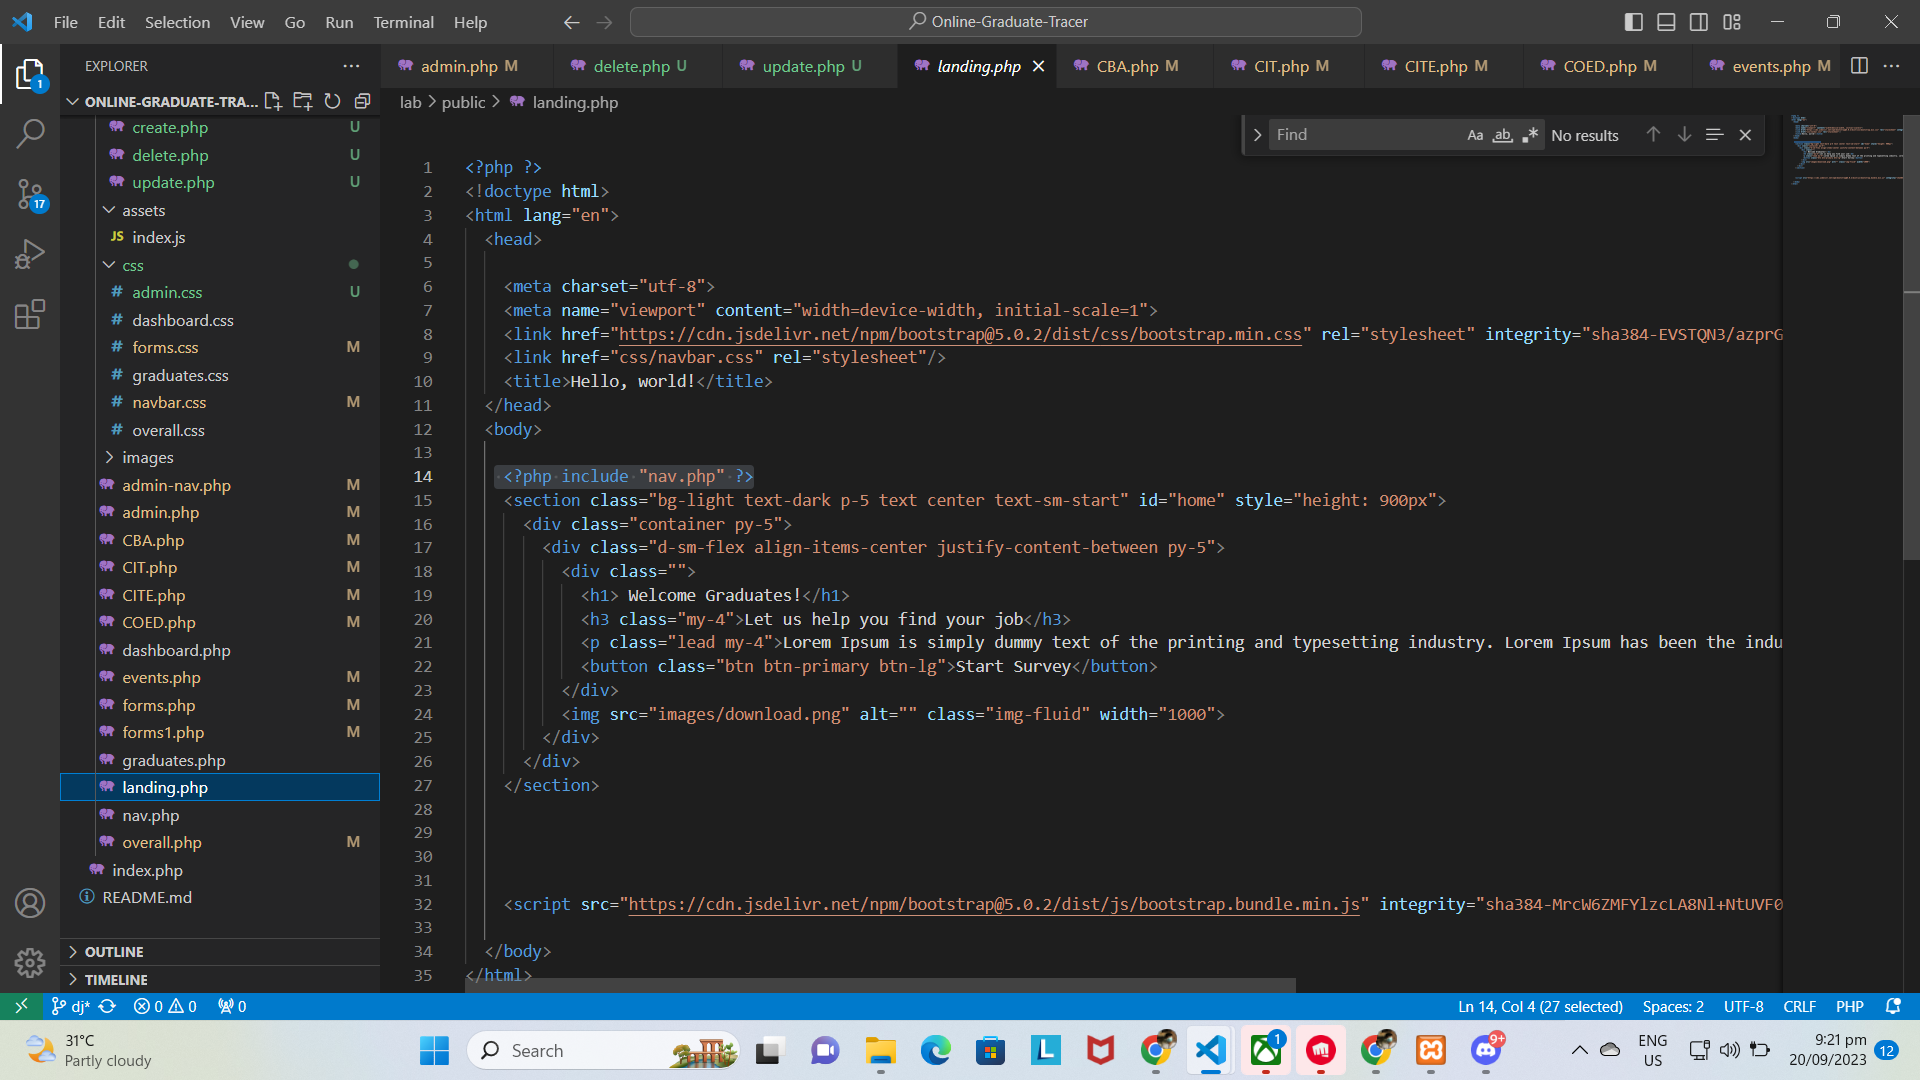 File Edit Selection View Go Run Terminal Help
Online-Graduate-Tracer
EXPLORER
admin.php M
delete.php U
update.php U
landing.php
CBA.php M
CIT.php M
CITE.php M
COED.php M
events.php M
1
ONLINE-GRADUATE-TRA...
lab > public > landing.php
Find
Aa ab .*
No results
create.php U
delete.php U
update.php U
assets
JS index.js
css
# admin.css U
# dashboard.css
# forms.css M
# graduates.css
# navbar.css M
# overall.css
images
admin-nav.php M
admin.php M
CBA.php M
CIT.php M
CITE.php M
COED.php M
dashboard.php
events.php M
forms.php M
forms1.php M
graduates.php
landing.php
nav.php
overall.php M
index.php
README.md
OUTLINE
TIMELINE
17
1 <?php ?>
2 <!doctype html>
3 <html lang="en">
4 <head>
5
6 <meta charset="utf-8">
7 <meta name="viewport" content="width=device-width, initial-scale=1">
8 <link href="https://cdn.jsdelivr.net/npm/bootstrap@5.0.2/dist/css/bootstrap.min.css" rel="stylesheet" integrity="sha384-EVSTQN3/azprG
9 <link href="css/navbar.css" rel="stylesheet"/>
10 <title>Hello, world!</title>
11 </head>
12 <body>
13
14 <?php include "nav.php" ?>
15 <section class="bg-light text-dark p-5 text center text-sm-start" id="home" style="height: 900px">
16 <div class="container py-5">
17 <div class="d-sm-flex align-items-center justify-content-between py-5">
18 <div class="">
19 <h1> Welcome Graduates!</h1>
20 <h3 class="my-4">Let us help you find your job</h3>
21 <p class="lead my-4">Lorem Ipsum is simply dummy text of the printing and typesetting industry. Lorem Ipsum has been the indu
22 <button class="btn btn-primary btn-lg">Start Survey</button>
23 </div>
24 <img src="images/download.png" alt="" class="img-fluid" width="1000">
25 </div>
26 </div>
27 </section>
28
29
30
31
32 <script src="https://cdn.jsdelivr.net/npm/bootstrap@5.0.2/dist/js/bootstrap.bundle.min.js" integrity="sha384-MrcW6ZMFYlzcLA8Nl+NtUVF0
33
34 </body>
35 </html>
dj* 0 0 0
Ln 14, Col 4 (27 selected) Spaces: 2 UTF-8 CRLF PHP
31°C
Partly cloudy
Search
L
1
9+
ENG
US
9:21 pm
20/09/2023
12